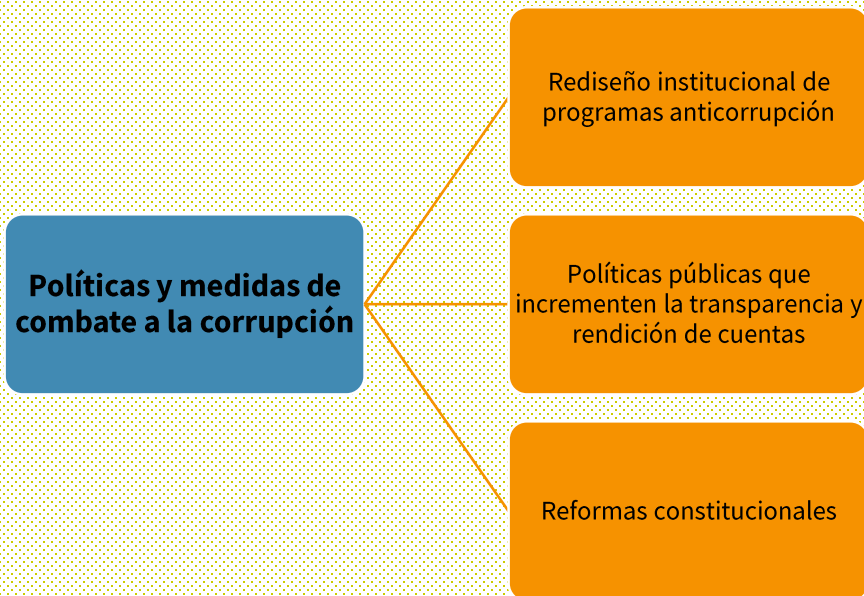 Rediseño institucional de
programas anticorrupción
Políticas y medidas de
combate a la corrupción
Políticas públicas que
incrementen la transparencia y
rendición de cuentas
Reformas constitucionales